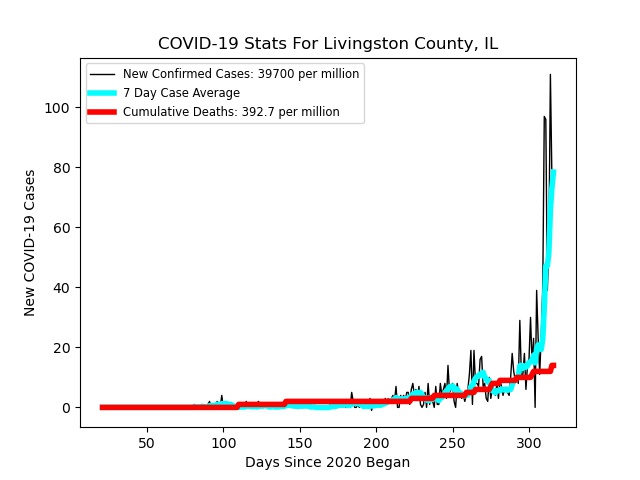 COVID-19 Stats For Livingston County, IL
New Confirmed Cases: 39700 per million
7 Day Case Average
Cumulative Deaths: 392.7 per million
New COVID-19 Cases
100
80
60
40
20
0
50 100 150 200 250 300
Days Since 2020 Began